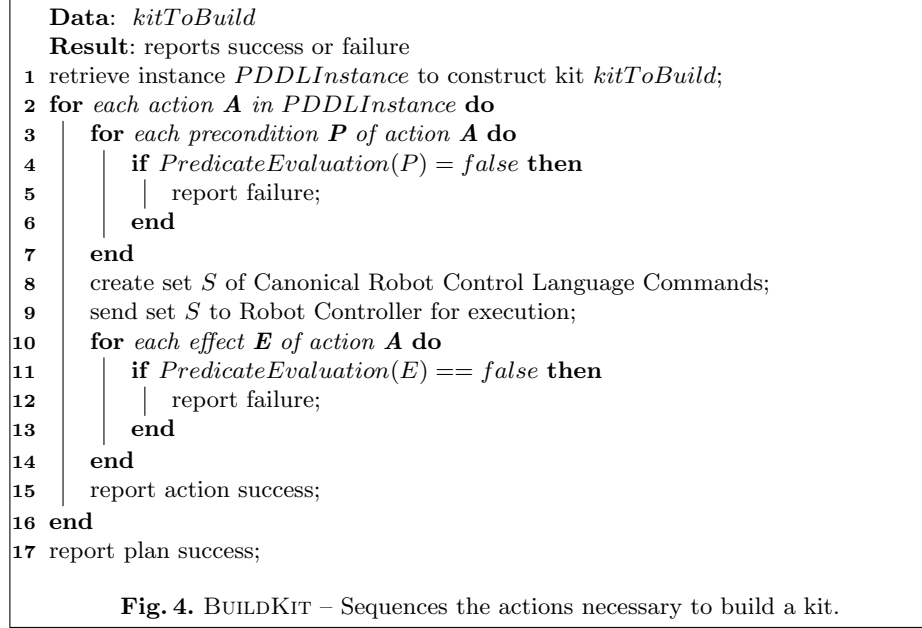 Data: kitToBuild
Result: reports success or failure
1 retrieve instance PDDLInstance to construct kit kitToBuild;
2 for each action A in PDDLInstance do
3 for each precondition P of action A do
4 if PredicateEvaluation(P) = false then
5 report failure;
6 end
7 end
8 create set S of Canonical Robot Control Language Commands;
9 send set S to Robot Controller for execution;
10 for each effect E of action A do
11 if PredicateEvaluation(E) == false then
12 report failure;
13 end
14 end
15 report action success;
16 end
17 report plan success;
Fig. 4. BUILDKIT – Sequences the actions necessary to build a kit.